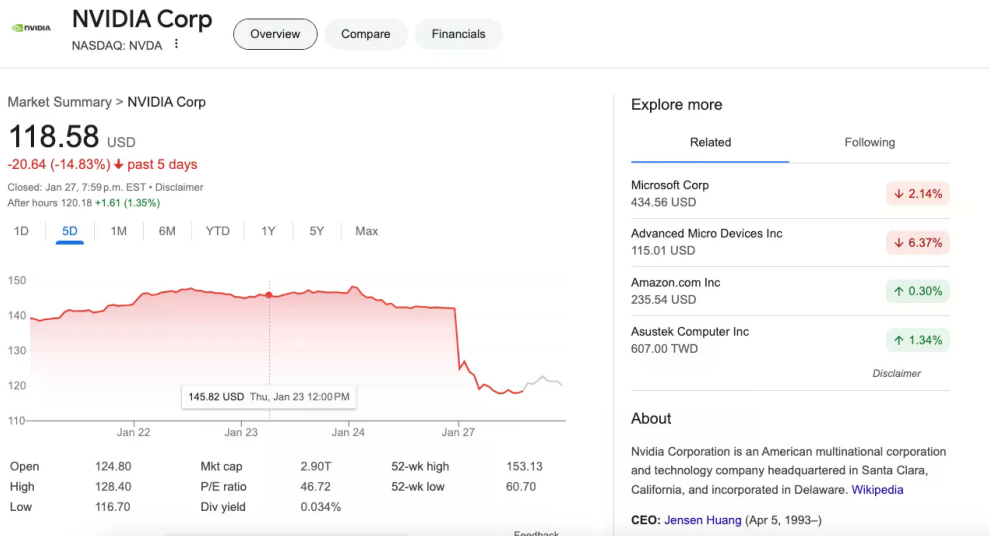 NVIDIA
NVIDIA Corp
NASDAQ: NVDA
Overview
Compare
Financials
Market Summary > NVIDIA Corp
118.58 USD
-20.64 (-14.83%) past 5 days
Closed: Jan 27, 7:59 p.m. EST • Disclaimer
After hours 120.18 +1.61 (1.35%)
1D
5D
1M
6M
YTD
1Y
5Y
Max
150
140
130
120
110
145.82 USD Thu, Jan 23 12:00 PM
Jan 22
Jan 23
Jan 24
Jan 27
Open 124.80 Mkt cap 2.90T 52-wk high 153.13
High 128.40 P/E ratio 46.72 52-wk low 60.70
Low 116.70 Div yield 0.034%
Feedback
Explore more
Related
Following
Microsoft Corp
434.56 USD
2.14%
Advanced Micro Devices Inc
115.01 USD
6.37%
Amazon.com Inc
235.54 USD
0.30%
Asustek Computer Inc
607.00 TWD
1.34%
Disclaimer
About
Nvidia Corporation is an American multinational corporation
and technology company headquartered in Santa Clara,
California, and incorporated in Delaware. Wikipedia
CEO: Jensen Huang (Apr 5, 1993–)